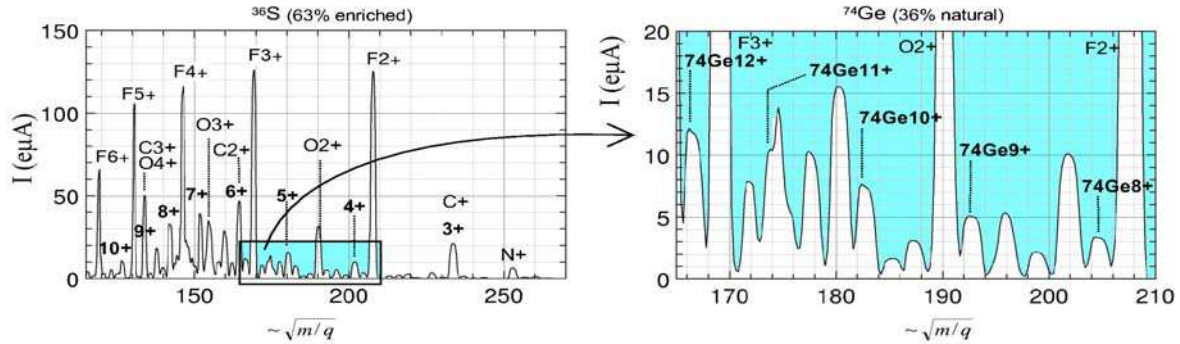 ³⁶S (63% enriched)
I (eμA)
150
100
50
0
150
200
250
~ √m/q
F6+
F5+
C3+
O4+
F4+
O3+
C2+
F3+
O2+
F2+
C+
N+
10+
9+
8+
7+
6+
5+
4+
3+
⁷⁴Ge (36% natural)
I (eμA)
20
15
10
5
0
170
180
190
200
210
~ √m/q
F3+
O2+
F2+
74Ge12+
74Ge11+
74Ge10+
74Ge9+
74Ge8+